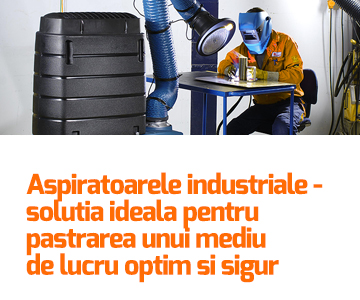 Aspiratoarele industriale -
solutia ideala pentru
pastrarea unui mediu
de lucru optim si sigur